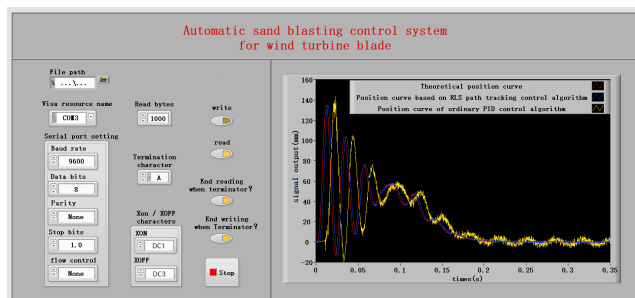 Automatic sand blasting control system
for wind turbine blade
File path
...\...
Visa resource name
COM3
Read bytes
1000
write
Serial port setting
Baud rate
9600
Data bits
8
Parity
None
Stop bits
1.0
flow control
None
Termination
character
A
Xon / XOFF
characters
XON
DC1
XOFF
DC3
read
End reading
when terminator?
End writing
when Terminator?
Stop
Theoretical position curve
Position curve based on RLS path tracking control algorithm
Position curve of ordinary PID control algorithm
signal output(mm)
160
140
120
100
80
60
40
20
0
-20
0
0.05
0.1
0.15
0.2
0.25
0.3
0.35
times(s)